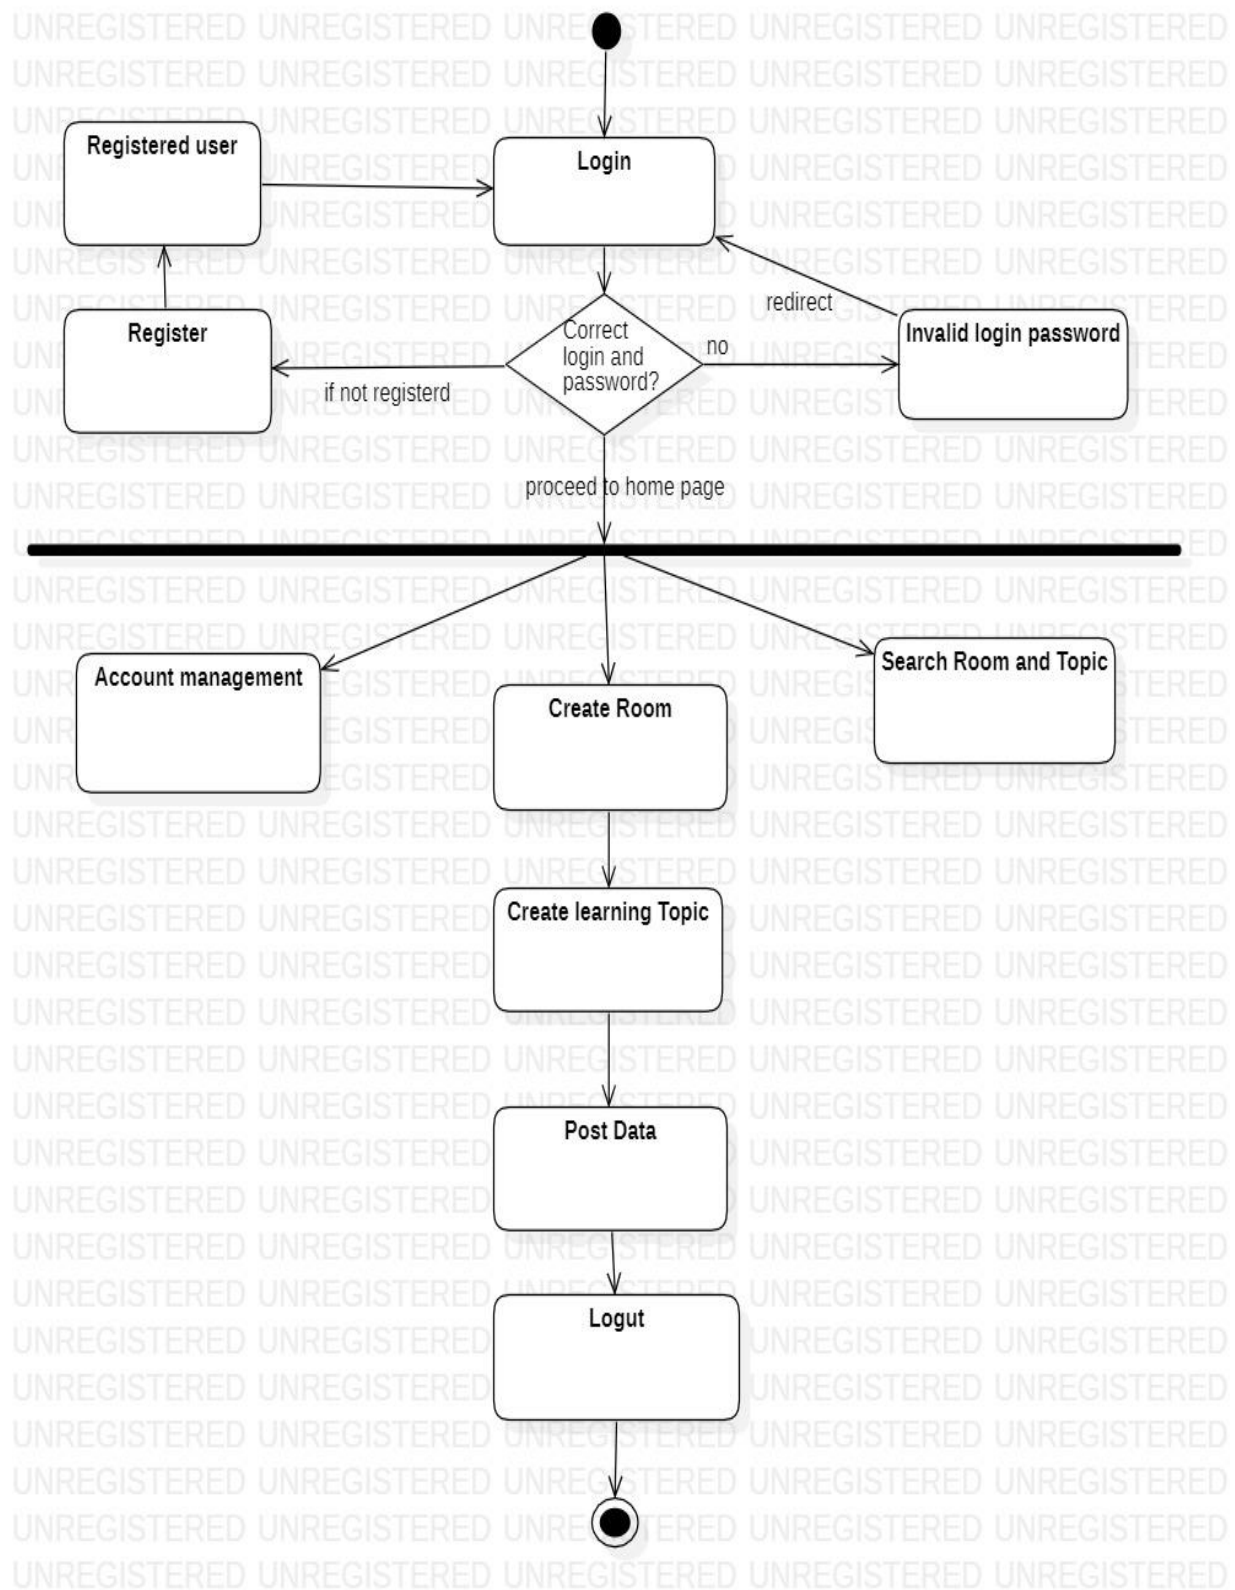 UNREGISTERED UNREGISTERED UNREGISTERED UNREGISTERED UNREGISTERED
Registered user
Login
redirect
Register
Invalid login password
Correct
login and
password?
no
if not registerd
proceed to home page
Account management
Create Room
Search Room and Topic
Create learning Topic
Post Data
Logut